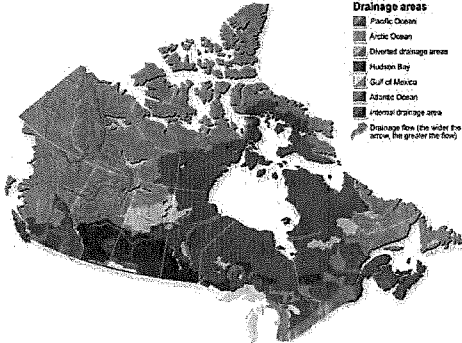 Drainage areas
Pacific Ocean
Arctic Ocean
Diverted drainage areas
Hudson Bay
Gulf of Mexico
Atlantic Ocean
Internal drainage area
Drainage flow (the wider the
arrow, the greater the flow)